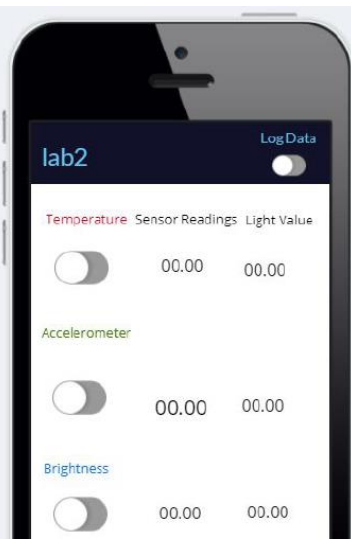 Log Data
lab2
Temperature Sensor Readings Light Value
00.00 00.00
Accelerometer
00.00 00.00
Brightness
00.00 00.00